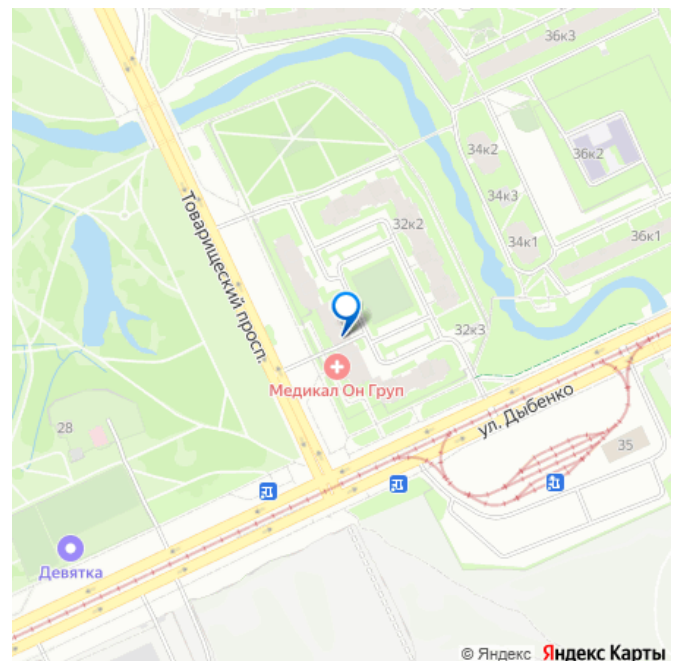 36к3
34к2
36к2
34к3
32к2
34к1
36к1
Товарищеский просп.
32к3
Медикал Он Груп
ул. Дыбенко
28
35
Девятка
© Яндекс Яндекс Карты